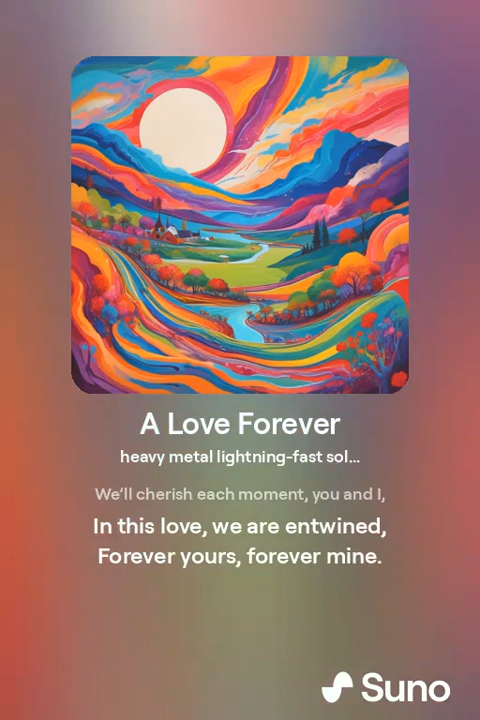 A Love Forever
heavy metal lightning-fast sol...
We'll cherish each moment, you and I,
In this love, we are entwined,
Forever yours, forever mine.
Suno